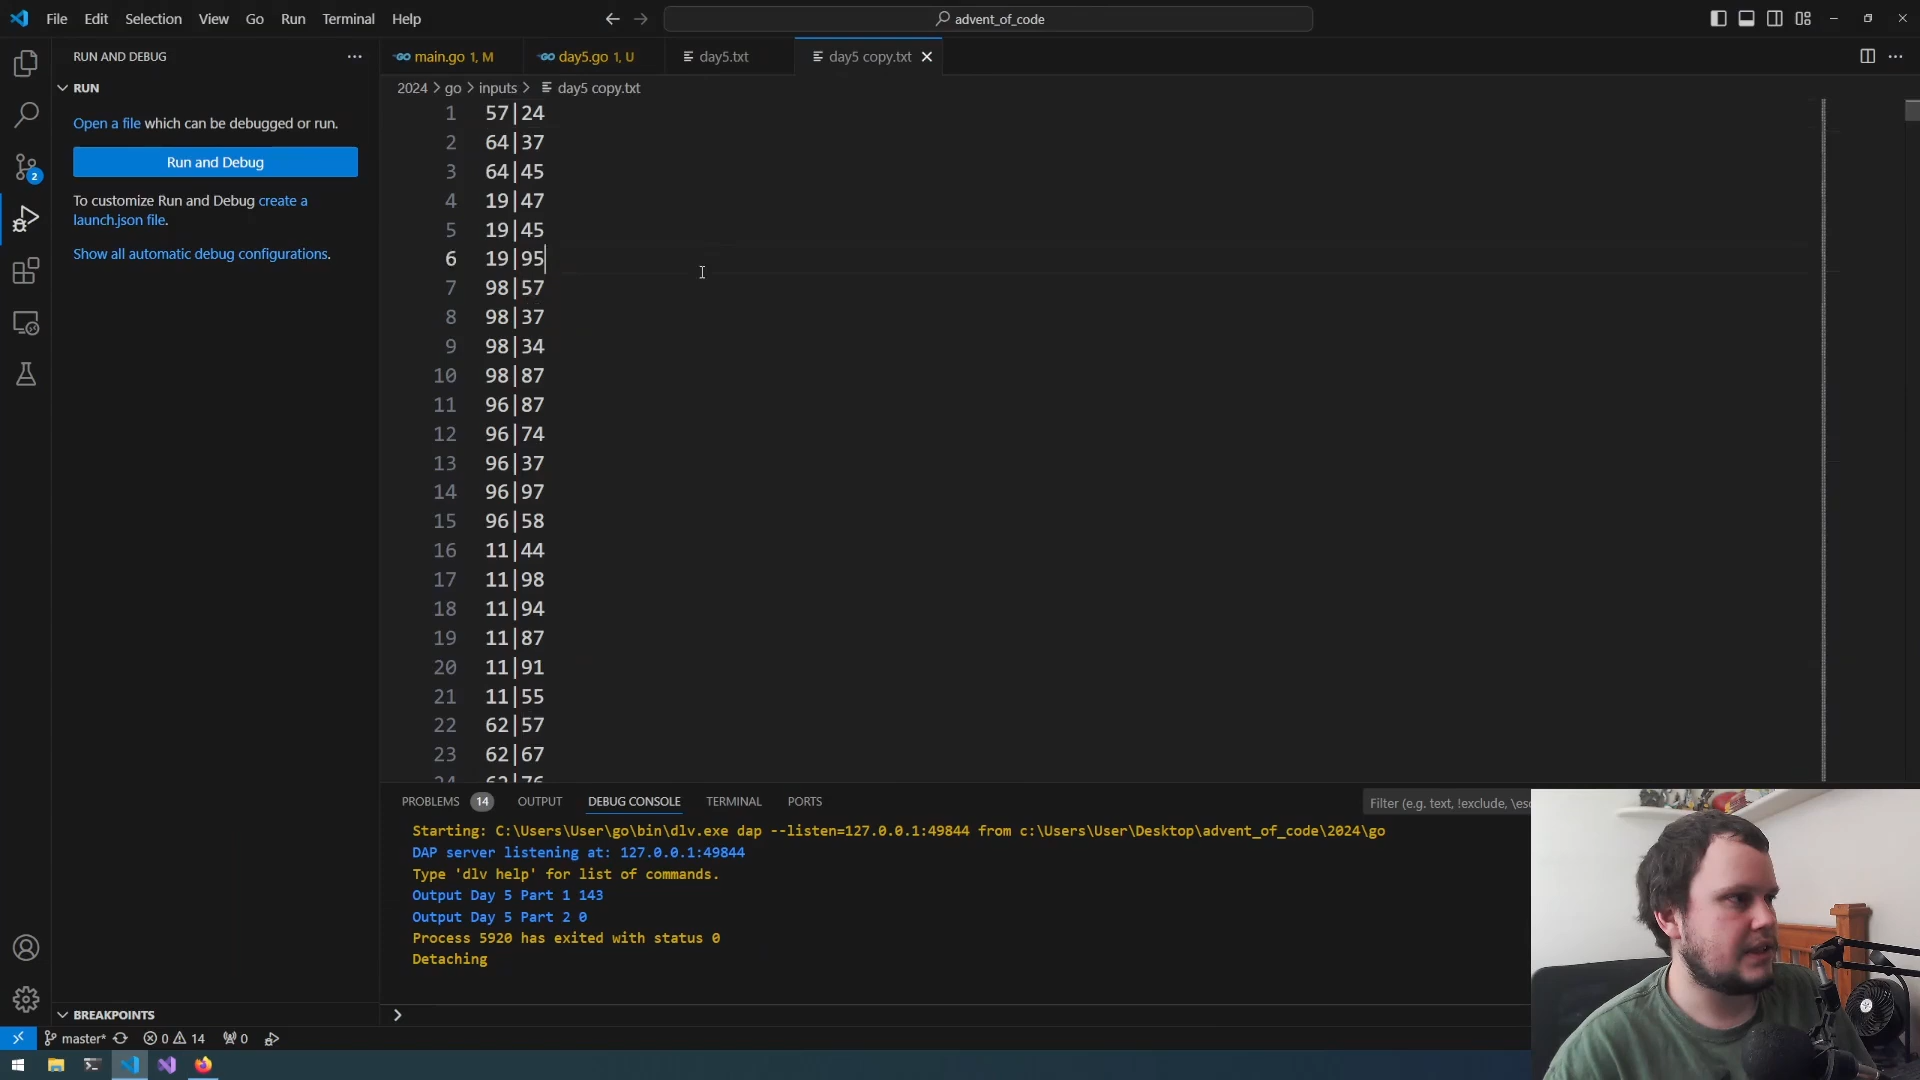 File Edit Selection View Go Run Terminal Help
advent_of_code
RUN AND DEBUG
RUN
Open a file which can be debugged or run.
Run and Debug
To customize Run and Debug create a
launch.json file.
Show all automatic debug configurations.
main.go 1, M
day5.go 1, U
day5.txt
day5 copy.txt
2024 > go > inputs > day5 copy.txt
1 57|24
2 64|37
3 64|45
4 19|47
5 19|45
6 19|95
7 98|57
8 98|37
9 98|34
10 98|87
11 96|87
12 96|74
13 96|37
14 96|97
15 96|58
16 11|44
17 11|98
18 11|94
19 11|87
20 11|91
21 11|55
22 62|57
23 62|67
24 62|76
PROBLEMS 14 OUTPUT DEBUG CONSOLE TERMINAL PORTS
Filter (e.g. text, !exclude, \esc
Starting: C:\Users\User\go\bin\dlv.exe dap --listen=127.0.0.1:49844 from c:\Users\User\Desktop\advent_of_code\2024\go
DAP server listening at: 127.0.0.1:49844
Type 'dlv help' for list of commands.
Output Day 5 Part 1 143
Output Day 5 Part 2 0
Process 5920 has exited with status 0
Detaching
BREAKPOINTS
2
master* 0 14 0